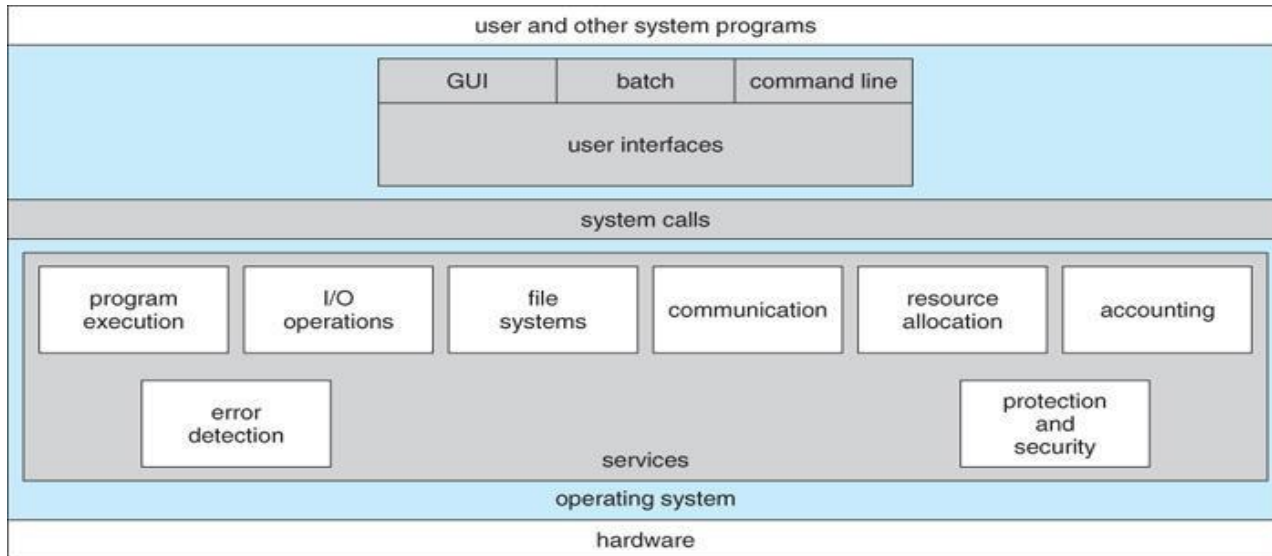 user and other system programs
GUI
batch
command line
user interfaces
system calls
program
execution
I/O
operations
file
systems
communication
resource
allocation
accounting
error
detection
protection
and
security
services
operating system
hardware